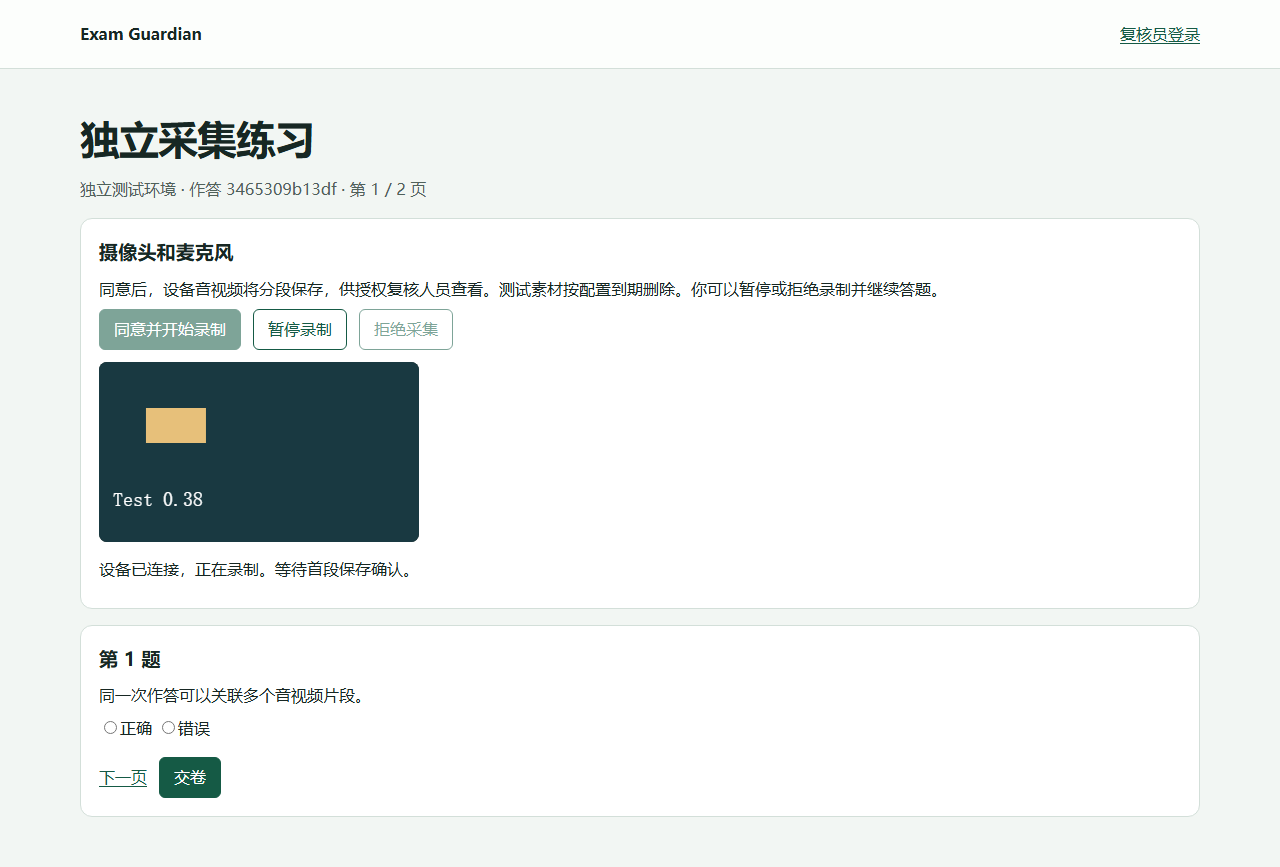 Exam Guardian
复核员登录
独立采集练习
独立测试环境 · 作答 3465309b13df · 第 1 / 2 页
摄像头和麦克风
同意后，设备音视频将分段保存，供授权复核人员查看。测试素材按配置到期删除。你可以暂停或拒绝录制并继续答题。
同意并开始录制 暂停录制 拒绝采集
Test 0.38
设备已连接，正在录制。等待首段保存确认。
第 1 题
同一次作答可以关联多个音视频片段。
正确 错误
下一页 交卷